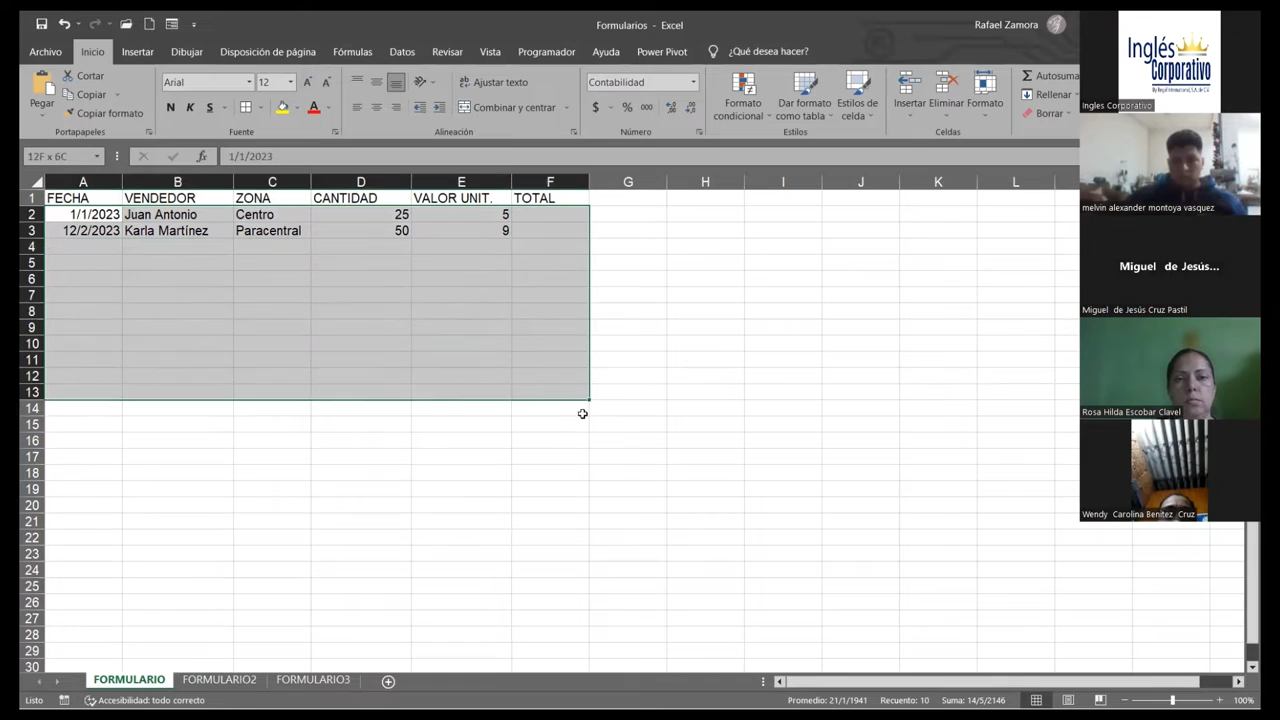 Formularios - Excel
Rafael Zamora
Archivo Inicio Insertar Dibujar Disposición de página Fórmulas Datos Revisar Vista Programador Ayuda Power Pivot ¿Qué desea hacer?
Pegar
Cortar
Copiar
Copiar formato
Portapapeles
Arial 12
N K S
Fuente
Ajustar texto
Combinar y centrar
Alineación
Contabilidad
$ % 000
Número
Formato condicional
Dar formato como tabla
Estilos de celda
Estilos
Insertar Eliminar Formato
Celdas
Autosuma
Rellenar
Borrar
12F x 6C
fx
1/1/2023
A B C D E F G H I J K L
1 FECHA VENDEDOR ZONA CANTIDAD VALOR UNIT. TOTAL
2 1/1/2023 Juan Antonio Centro 25 5
3 12/2/2023 Karla Martínez Paracentral 50 9
4
5
6
7
8
9
10
11
12
13
14
15
16
17
18
19
20
21
22
23
24
25
26
27
28
29
30
FORMULARIO FORMULARIO2 FORMULARIO3
Listo Accesibilidad: todo correcto Promedio: 21/1/1941 Recuento: 10 Suma: 14/5/2146 100%
Inglés
Corporativo
Ingles Corporativo
melvin alexander montoya vasquez
Miguel de Jesús...
Miguel de Jesús Cruz Pastil
Rosa Hilda Escobar Clavel
Wendy Carolina Benitez Cruz